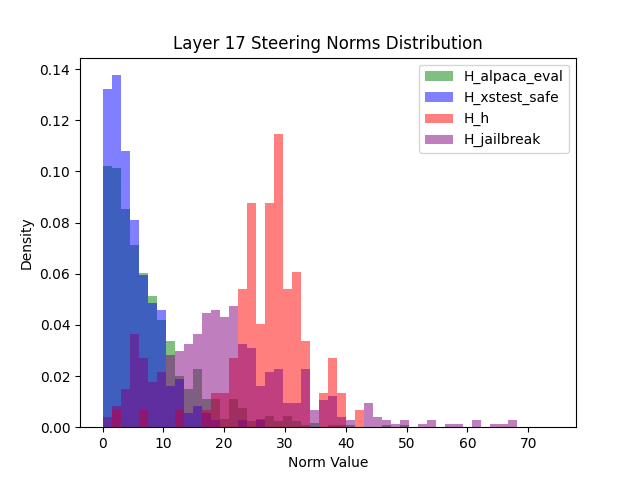 Layer 17 Steering Norms Distribution
H_alpaca_eval
H_xstest_safe
H_h
H_jailbreak
Density
0.14
0.12
0.10
0.08
0.06
0.04
0.02
0.00
0 10 20 30 40 50 60 70
Norm Value